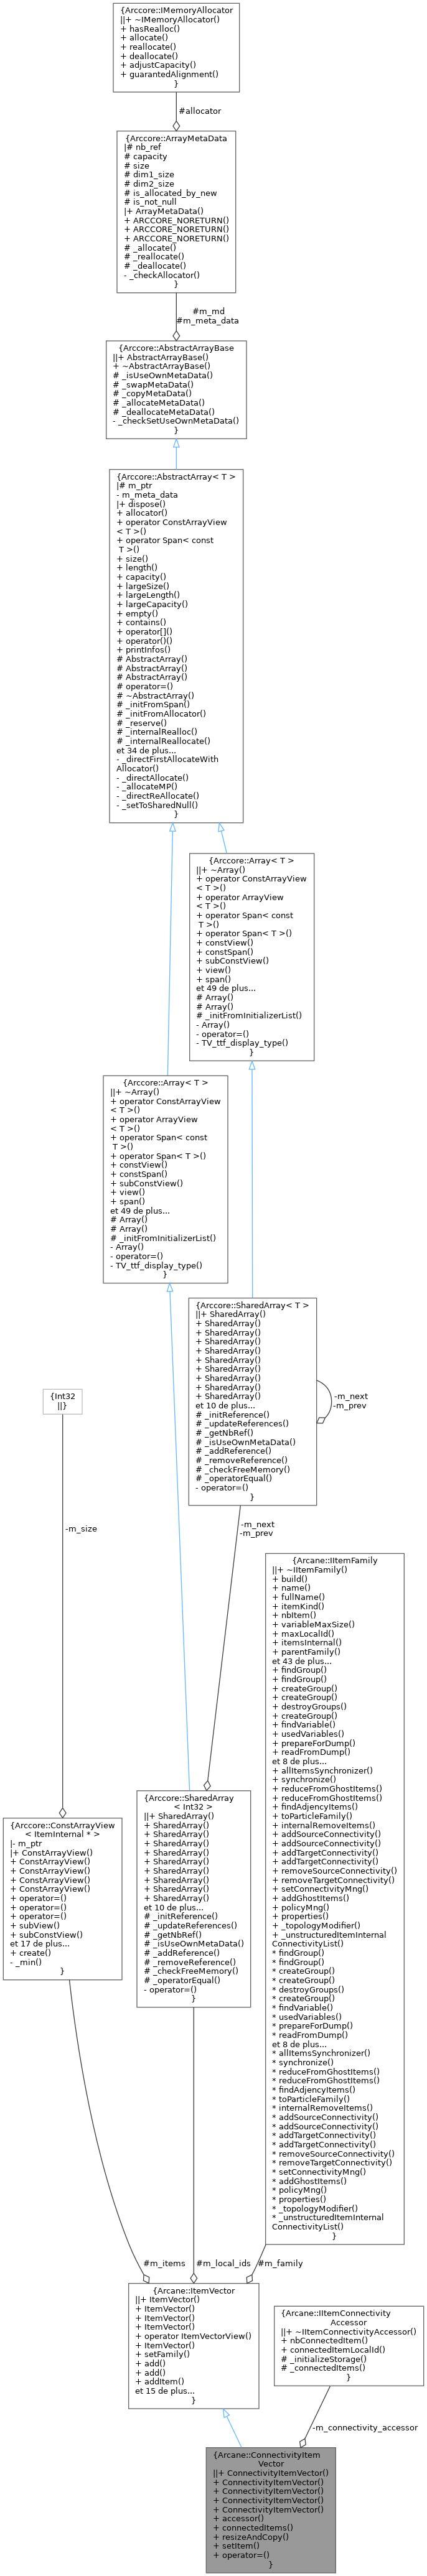 {Arccore::IMemoryAllocator
||+ ~IMemoryAllocator()
+ hasRealloc()
+ allocate()
+ reallocate()
+ deallocate()
+ adjustCapacity()
+ guarantedAlignment()
}
#allocator
{Arccore::ArrayMetaData
|# nb_ref
# capacity
# size
# dim1_size
# dim2_size
# is_allocated_by_new
# is_not_null
|+ ArrayMetaData()
+ ARCCORE_NORETURN()
+ ARCCORE_NORETURN()
+ ARCCORE_NORETURN()
# _allocate()
# _reallocate()
# _deallocate()
- _checkAllocator()
}
#m_md
#m_meta_data
{Arccore::AbstractArrayBase
||+ AbstractArrayBase()
+ ~AbstractArrayBase()
# _isUseOwnMetaData()
# _swapMetaData()
# _copyMetaData()
# _allocateMetaData()
# _deallocateMetaData()
- _checkSetUseOwnMetaData()
}
{Arccore::AbstractArray< T >
|# m_ptr
- m_meta_data
|+ dispose()
+ allocator()
+ operator ConstArrayView
< T >()
+ operator Span< const
 T >()
+ size()
+ length()
+ capacity()
+ largeSize()
+ largeLength()
+ largeCapacity()
+ empty()
+ contains()
+ operator[]()
+ operator()()
+ printInfos()
# AbstractArray()
# AbstractArray()
# AbstractArray()
# operator=()
# ~AbstractArray()
# _initFromSpan()
# _initFromAllocator()
# _reserve()
# _internalRealloc()
# _internalReallocate()
et 34 de plus...
- _directFirstAllocateWith
Allocator()
- _directAllocate()
- _allocateMP()
- _directReAllocate()
- _setToSharedNull()
}
{Arccore::Array< T >
||+ ~Array()
+ operator ConstArrayView
< T >()
+ operator ArrayView
< T >()
+ operator Span< const
 T >()
+ operator Span< T >()
+ constView()
+ constSpan()
+ subConstView()
+ view()
+ span()
et 49 de plus...
# Array()
# Array()
# _initFromInitializerList()
- Array()
- operator=()
- TV_ttf_display_type()
}
{Arccore::Array< T >
||+ ~Array()
+ operator ConstArrayView
< T >()
+ operator ArrayView
< T >()
+ operator Span< const
 T >()
+ operator Span< T >()
+ constView()
+ constSpan()
+ subConstView()
+ view()
+ span()
et 49 de plus...
# Array()
# Array()
# _initFromInitializerList()
- Array()
- operator=()
- TV_ttf_display_type()
}
{Arccore::SharedArray< T >
||+ SharedArray()
+ SharedArray()
+ SharedArray()
+ SharedArray()
+ SharedArray()
+ SharedArray()
+ SharedArray()
+ SharedArray()
+ SharedArray()
+ SharedArray()
et 10 de plus...
# _initReference()
# _updateReferences()
# _getNbRef()
# _isUseOwnMetaData()
# _addReference()
# _removeReference()
# _checkFreeMemory()
# _operatorEqual()
- operator=()
}
-m_next
-m_prev
{Int32
||}
-m_size
-m_next
-m_prev
{Arcane::IItemFamily
||+ ~IItemFamily()
+ build()
+ name()
+ fullName()
+ itemKind()
+ nbItem()
+ variableMaxSize()
+ maxLocalId()
+ itemsInternal()
+ parentFamily()
et 43 de plus...
+ findGroup()
+ findGroup()
+ createGroup()
+ createGroup()
+ destroyGroups()
+ createGroup()
+ findVariable()
+ usedVariables()
+ prepareForDump()
+ readFromDump()
et 8 de plus...
+ allItemsSynchronizer()
+ synchronize()
+ reduceFromGhostItems()
+ reduceFromGhostItems()
+ findAdjencyItems()
+ toParticleFamily()
+ internalRemoveItems()
+ addSourceConnectivity()
+ addSourceConnectivity()
+ addTargetConnectivity()
+ addTargetConnectivity()
+ removeSourceConnectivity()
+ removeTargetConnectivity()
+ setConnectivityMng()
+ addGhostItems()
+ policyMng()
+ properties()
+ _topologyModifier()
+ _unstructuredItemInternal
ConnectivityList()
* findGroup()
* findGroup()
* createGroup()
* createGroup()
* destroyGroups()
* createGroup()
* findVariable()
* usedVariables()
* prepareForDump()
* readFromDump()
et 8 de plus...
* allItemsSynchronizer()
* synchronize()
* reduceFromGhostItems()
* reduceFromGhostItems()
* findAdjencyItems()
* toParticleFamily()
* internalRemoveItems()
* addSourceConnectivity()
* addSourceConnectivity()
* addTargetConnectivity()
* addTargetConnectivity()
* removeSourceConnectivity()
* removeTargetConnectivity()
* setConnectivityMng()
* addGhostItems()
* policyMng()
* properties()
* _topologyModifier()
* _unstructuredItemInternal
ConnectivityList()
}
{Arccore::SharedArray
< Int32 >
||+ SharedArray()
+ SharedArray()
+ SharedArray()
+ SharedArray()
+ SharedArray()
+ SharedArray()
+ SharedArray()
+ SharedArray()
+ SharedArray()
+ SharedArray()
et 10 de plus...
# _initReference()
# _updateReferences()
# _getNbRef()
# _isUseOwnMetaData()
# _addReference()
# _removeReference()
# _checkFreeMemory()
# _operatorEqual()
- operator=()
}
{Arccore::ConstArrayView
< ItemInternal * >
|- m_ptr
|+ ConstArrayView()
+ ConstArrayView()
+ ConstArrayView()
+ ConstArrayView()
+ ConstArrayView()
+ operator=()
+ operator=()
+ operator=()
+ subView()
+ subConstView()
et 17 de plus...
+ create()
- _min()
}
#m_items
#m_local_ids
#m_family
{Arcane::ItemVector
||+ ItemVector()
+ ItemVector()
+ ItemVector()
+ ItemVector()
+ operator ItemVectorView()
+ ItemVector()
+ setFamily()
+ add()
+ add()
+ addItem()
et 15 de plus...
}
{Arcane::IItemConnectivity
Accessor
||+ ~IItemConnectivityAccessor()
+ nbConnectedItem()
+ connectedItemLocalId()
# _initializeStorage()
# _connectedItems()
}
-m_connectivity_accessor
{Arcane::ConnectivityItem
Vector
||+ ConnectivityItemVector()
+ ConnectivityItemVector()
+ ConnectivityItemVector()
+ ConnectivityItemVector()
+ ConnectivityItemVector()
+ accessor()
+ connectedItems()
+ resizeAndCopy()
+ setItem()
+ operator=()
}